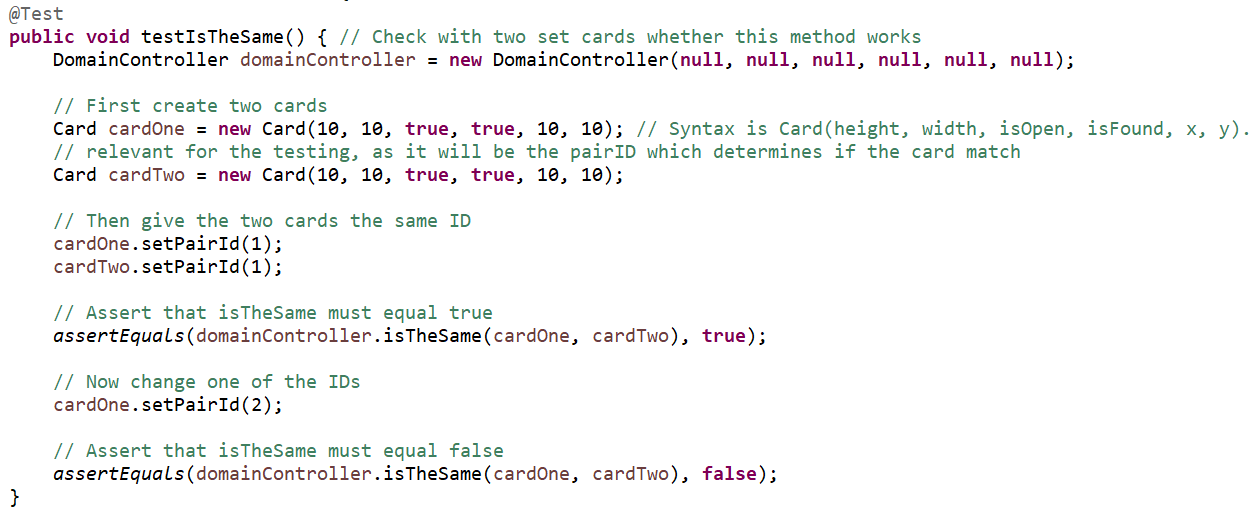 @Test
public void testIsTheSame() { // Check with two set cards whether this method works
    DomainController domainController = new DomainController(null, null, null, null, null, null);

    // First create two cards
    Card cardOne = new Card(10, 10, true, true, 10, 10); // Syntax is Card(height, width, isOpen, isFound, x, y).
    // relevant for the testing, as it will be the pairID which determines if the card match
    Card cardTwo = new Card(10, 10, true, true, 10, 10);

    // Then give the two cards the same ID
    cardOne.setPairId(1);
    cardTwo.setPairId(1);

    // Assert that isTheSame must equal true
    assertEquals(domainController.isTheSame(cardOne, cardTwo), true);

    // Now change one of the IDs
    cardOne.setPairId(2);

    // Assert that isTheSame must equal false
    assertEquals(domainController.isTheSame(cardOne, cardTwo), false);
}